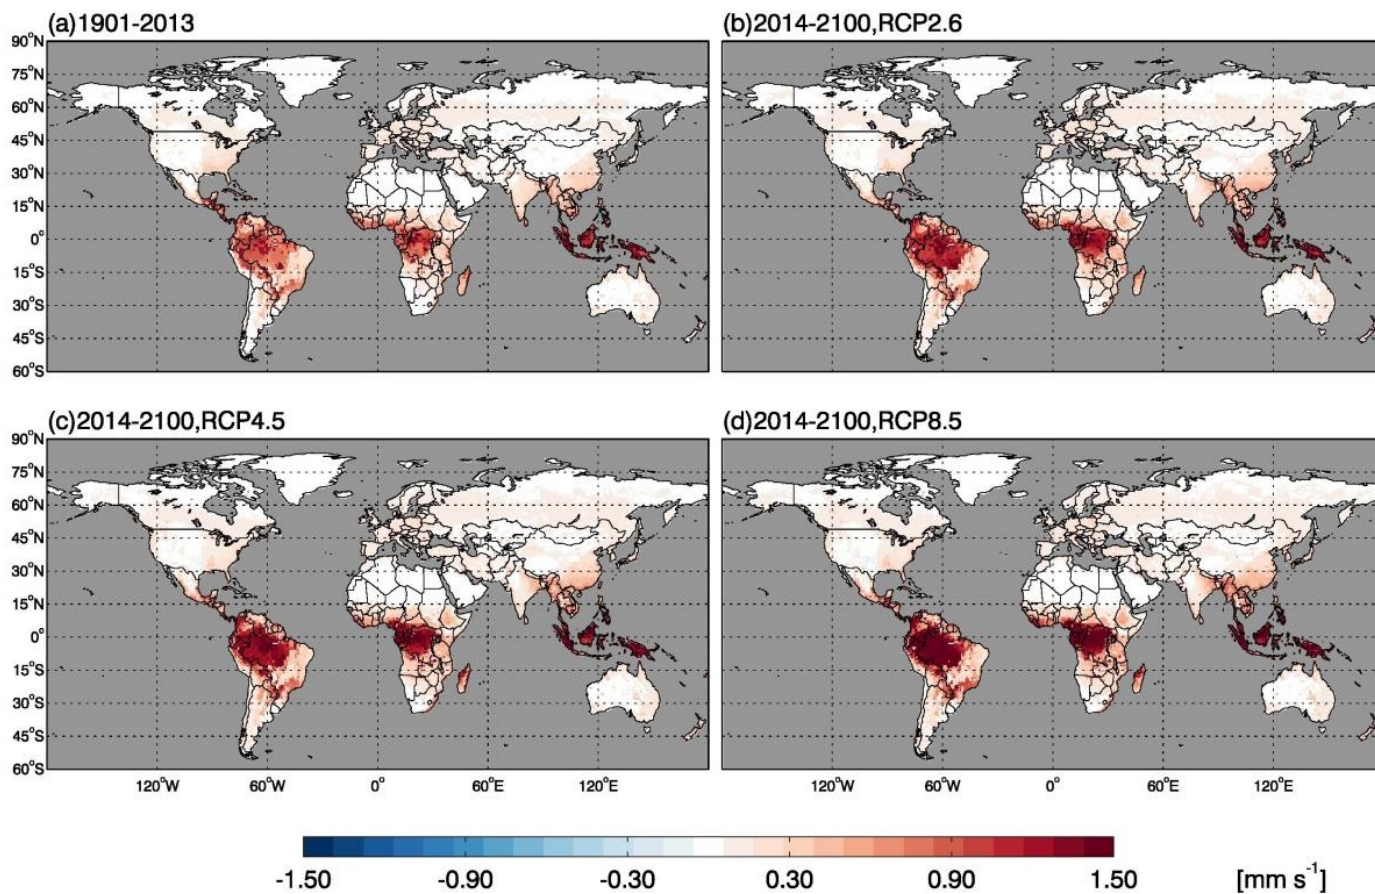 (a)1901-2013
(b)2014-2100,RCP2.6
90°N
75°N
60°N
45°N
30°N
15°N
0°
15°S
30°S
45°S
60°S
(c)2014-2100,RCP4.5
(d)2014-2100,RCP8.5
90°N
75°N
60°N
45°N
30°N
15°N
0°
15°S
30°S
45°S
60°S
120°W 60°W 0° 60°E 120°E 120°W 60°W 0° 60°E 120°E
-1.50 -0.90 -0.30 0.30 0.90 1.50 [mm s⁻¹]